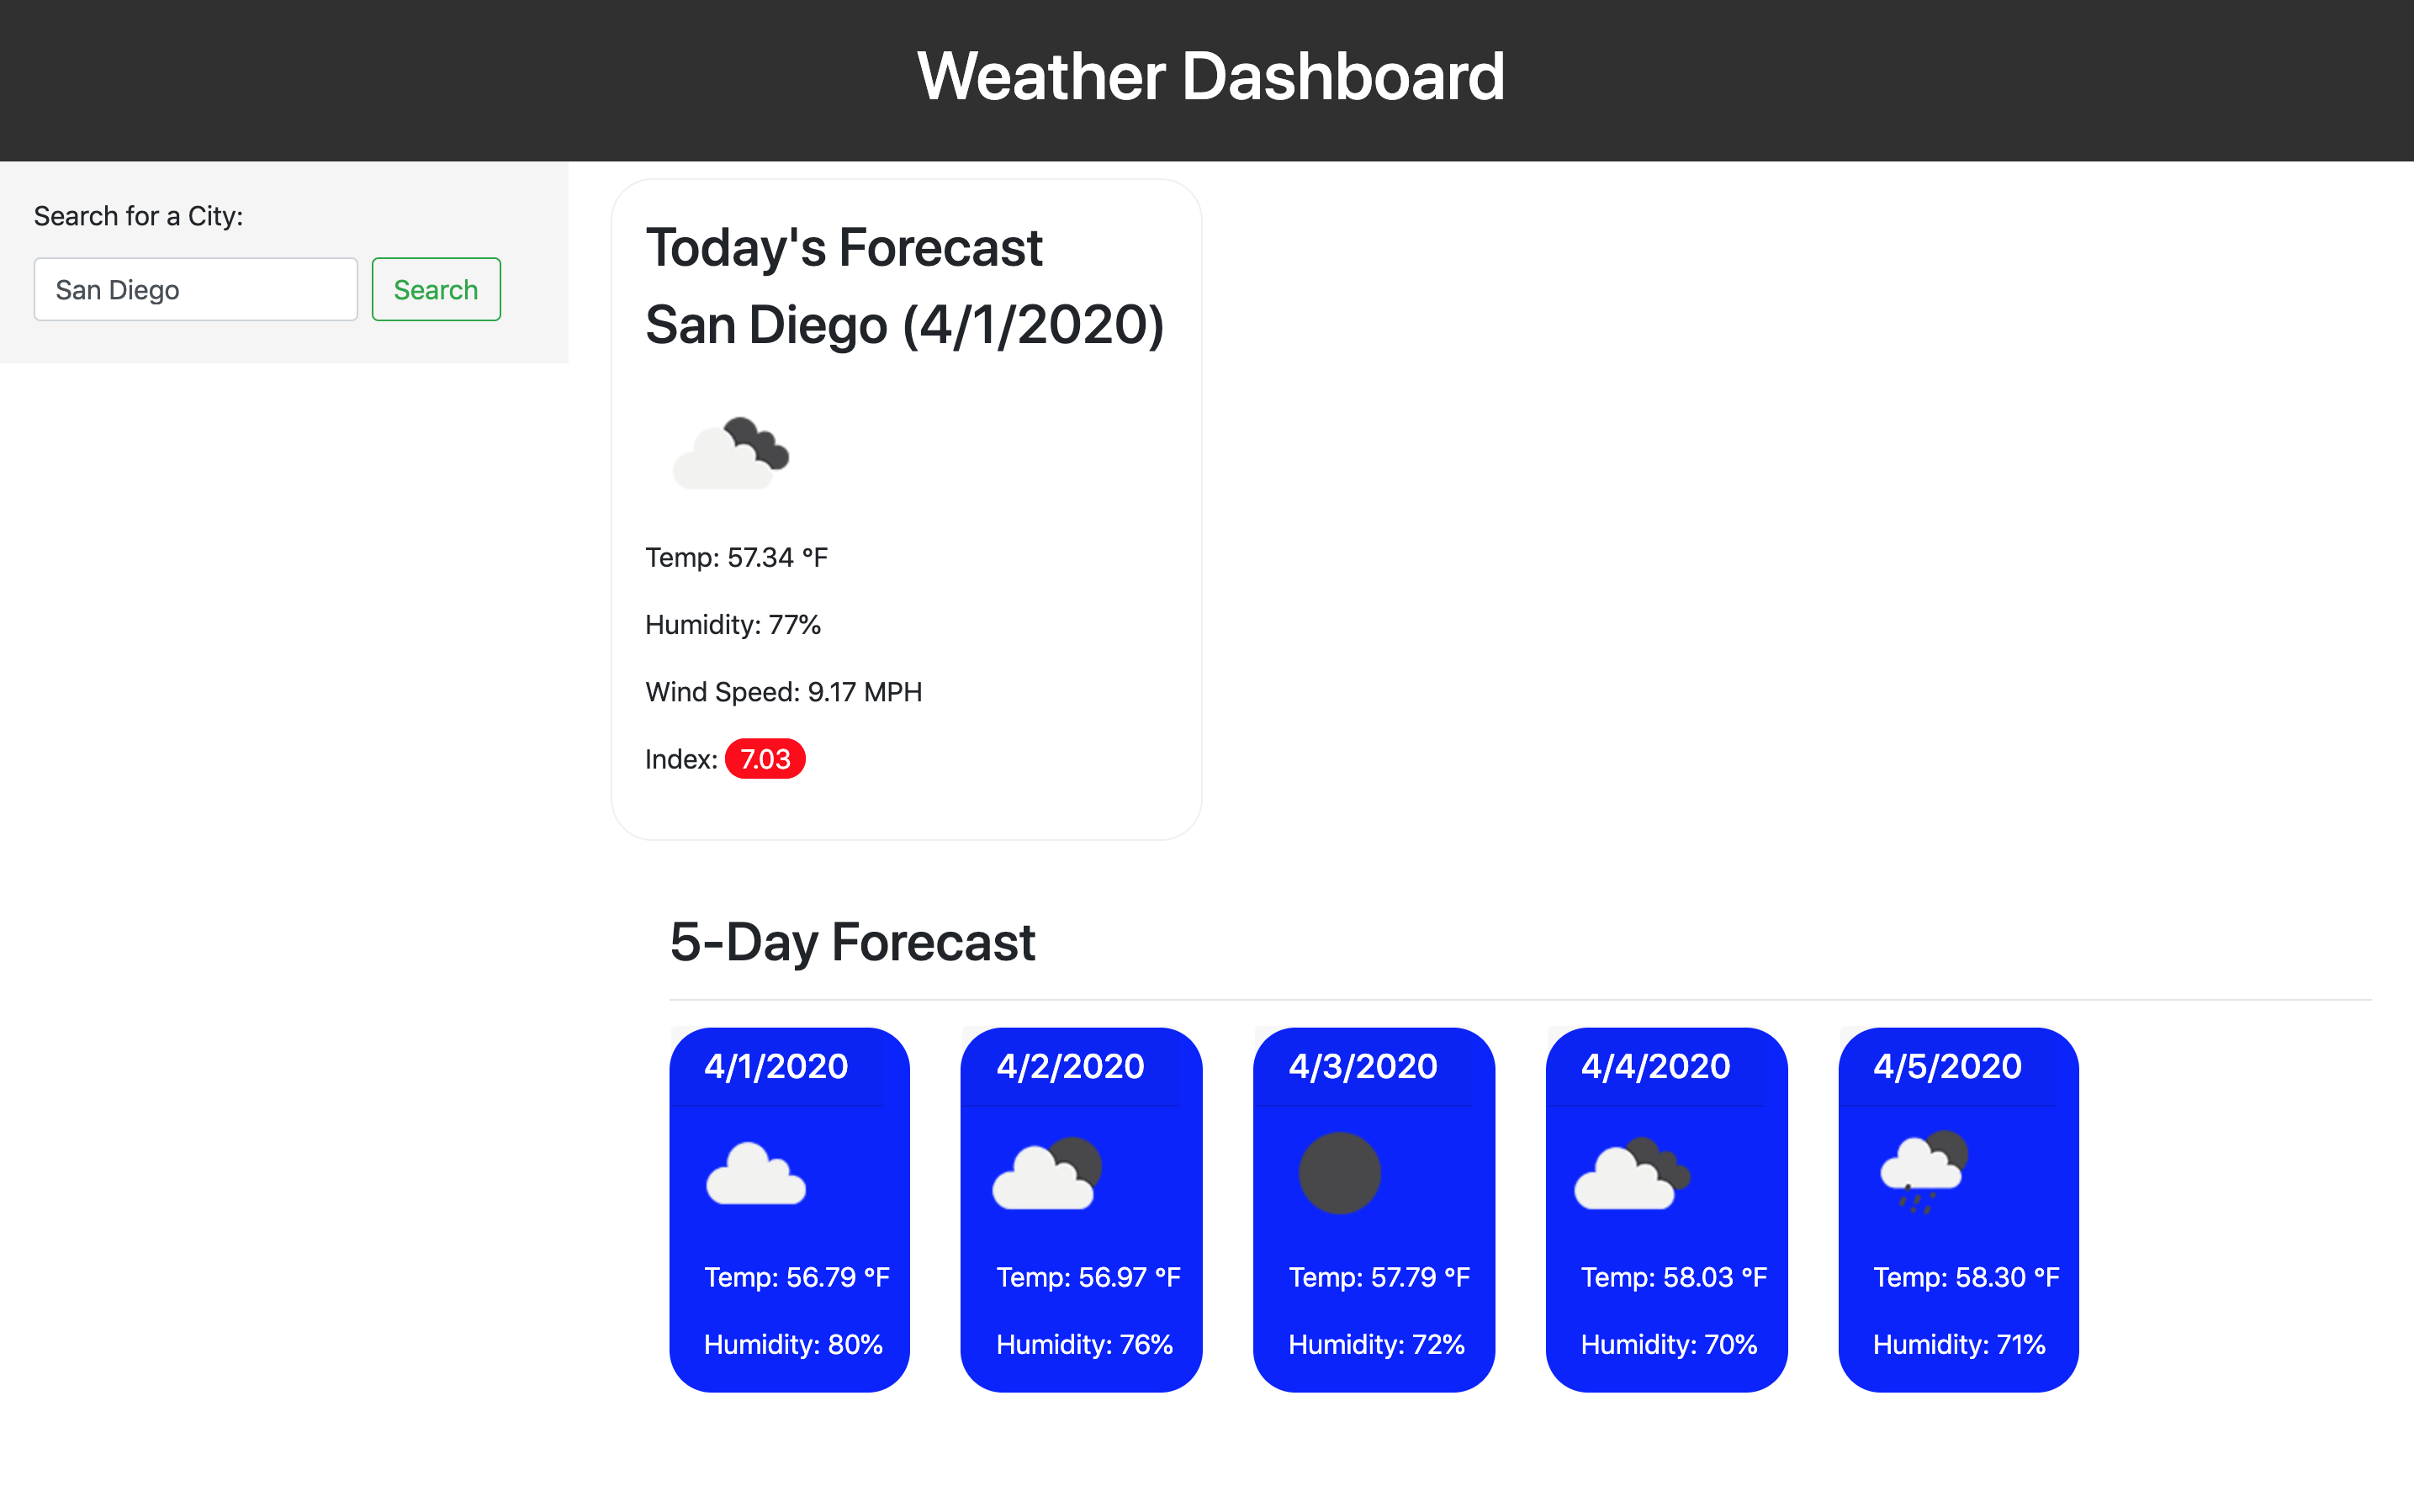 Weather Dashboard
Search for a City:
San Diego
Search
Today's Forecast
San Diego (4/1/2020)
Temp: 57.34 °F
Humidity: 77%
Wind Speed: 9.17 MPH
Index: 7.03
5-Day Forecast
4/1/2020
Temp: 56.79 °F
Humidity: 80%
4/2/2020
Temp: 56.97 °F
Humidity: 76%
4/3/2020
Temp: 57.79 °F
Humidity: 72%
4/4/2020
Temp: 58.03 °F
Humidity: 70%
4/5/2020
Temp: 58.30 °F
Humidity: 71%